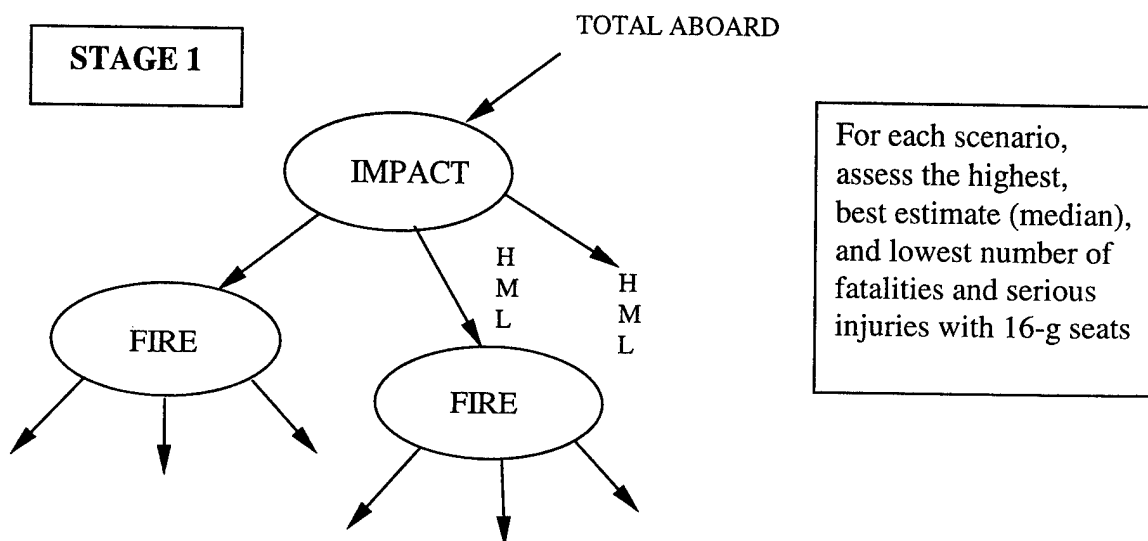 TOTAL ABOARD
STAGE 1
IMPACT
For each scenario,
assess the highest,
best estimate (median),
and lowest number of
fatalities and serious
injuries with 16-g seats
H
M
L
H
M
L
FIRE
FIRE